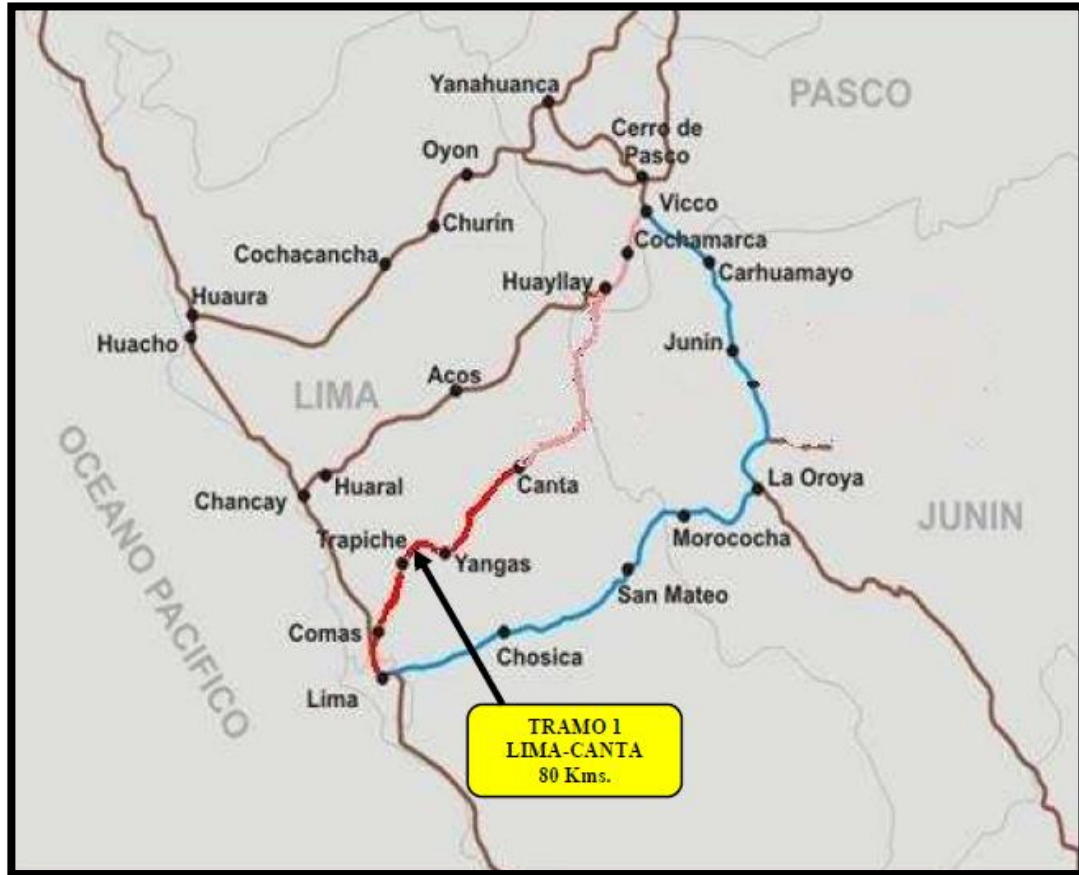 Yanahuanca
PASCO
Cerro de
Pasco
Oyon
Vicco
Churín
Cochamarca
Cochacancha
Carhuamayo
Huayllay
Huaura
Huacho
Junin
Acos
LIMA
OCEANO PACIFICO
Huaral
Canta
La Oroya
Chancay
JUNIN
Morococha
Trapiche
Yangas
San Mateo
Comas
Chosica
Lima
TRAMO 1
LIMA-CANTA
80 Kms.